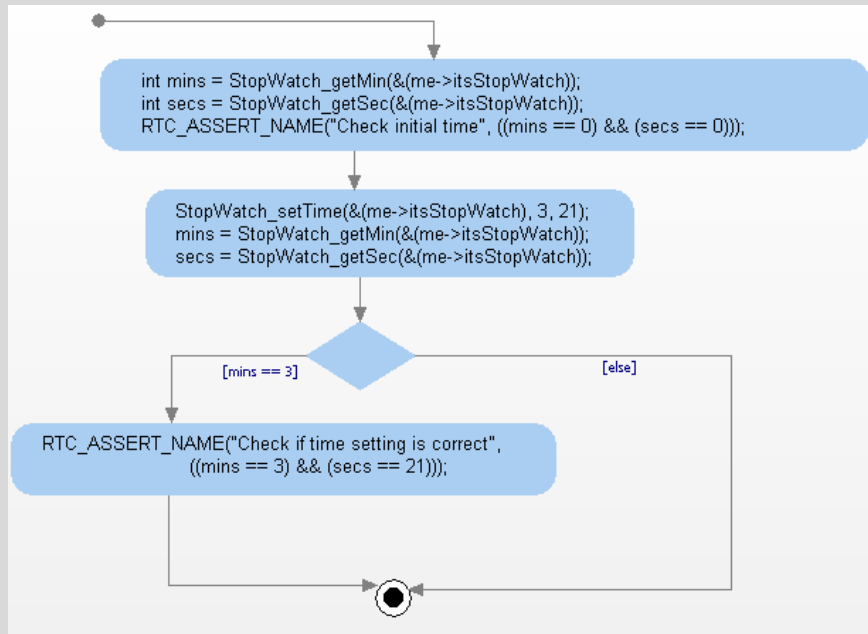 int mins = StopWatch_getMin(&(me->itsStopWatch));
int secs = StopWatch_getSec(&(me->itsStopWatch));
RTC_ASSERT_NAME("Check initial time", ((mins == 0) && (secs == 0)));
StopWatch_setTime(&(me->itsStopWatch), 3, 21);
mins = StopWatch_getMin(&(me->itsStopWatch));
secs = StopWatch_getSec(&(me->itsStopWatch));
[mins == 3]
[else]
RTC_ASSERT_NAME("Check if time setting is correct",
((mins == 3) && (secs == 21)));